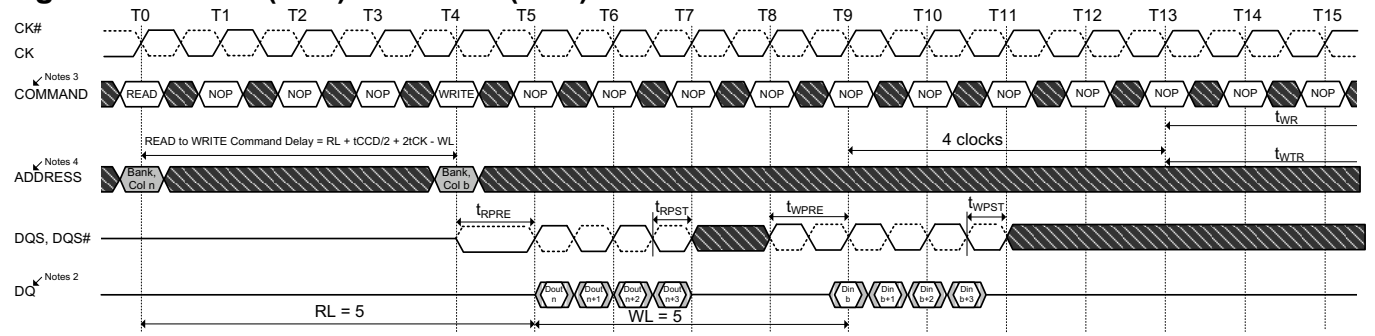 T0 T1 T2 T3 T4 T5 T6 T7 T8 T9 T10 T11 T12 T13 T14 T15
CK#
CK
Notes 3
COMMAND READ NOP NOP NOP WRITE NOP NOP NOP NOP NOP NOP NOP NOP NOP NOP NOP
tWR
READ to WRITE Command Delay = RL + tCCD/2 + 2tCK - WL
4 clocks
tWTR
Notes 4
ADDRESS
Bank, Col n
Bank, Col b
tRPRE tRPST tWPRE tWPST
DQS, DQS#
Notes 2
DQ
Dout n
Dout n+1
Dout n+2
Dout n+3
Din b
Din b+1
Din b+2
Din b+3
RL = 5
WL = 5